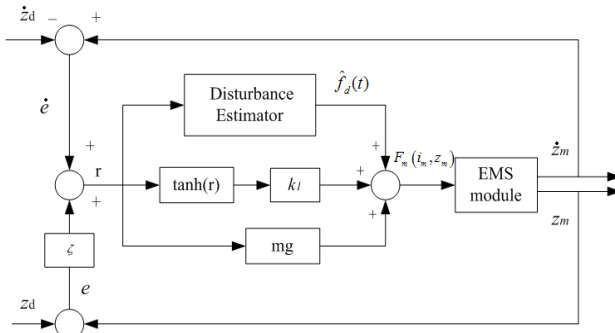 ż_d − +
ė
+
r
+
ζ
e
z_d
Disturbance
Estimator
f̂_d(t)
tanh(r)
k_1
mg
+
+
+
F_m(i_m, z_m)
EMS
module
ż_m
z_m